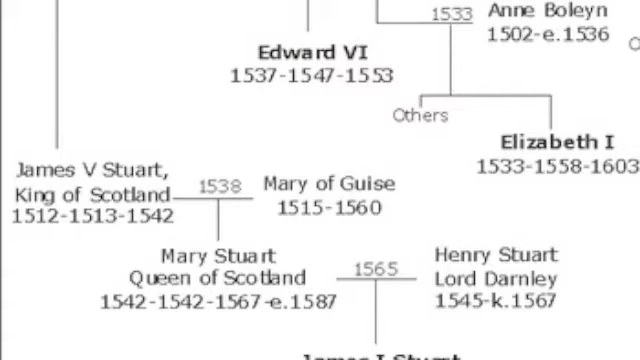 1533
Anne Boleyn
1502-e.1536
Edward VI
1537-1547-1553
Others
Elizabeth I
1533-1558-1603
James V Stuart,
King of Scotland
1512-1513-1542
1538
Mary of Guise
1515-1560
Mary Stuart
Queen of Scotland
1542-1542-1567-e.1587
1565
Henry Stuart
Lord Darnley
1545-k.1567
James I Stuart